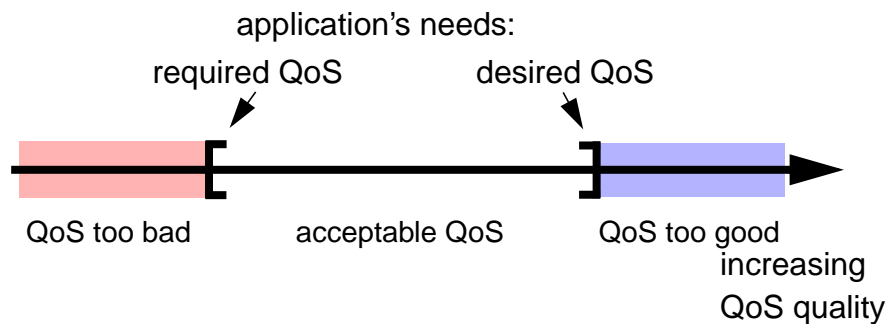 application’s needs:
required QoS
desired QoS
QoS too bad
acceptable QoS
QoS too good
increasing
QoS quality